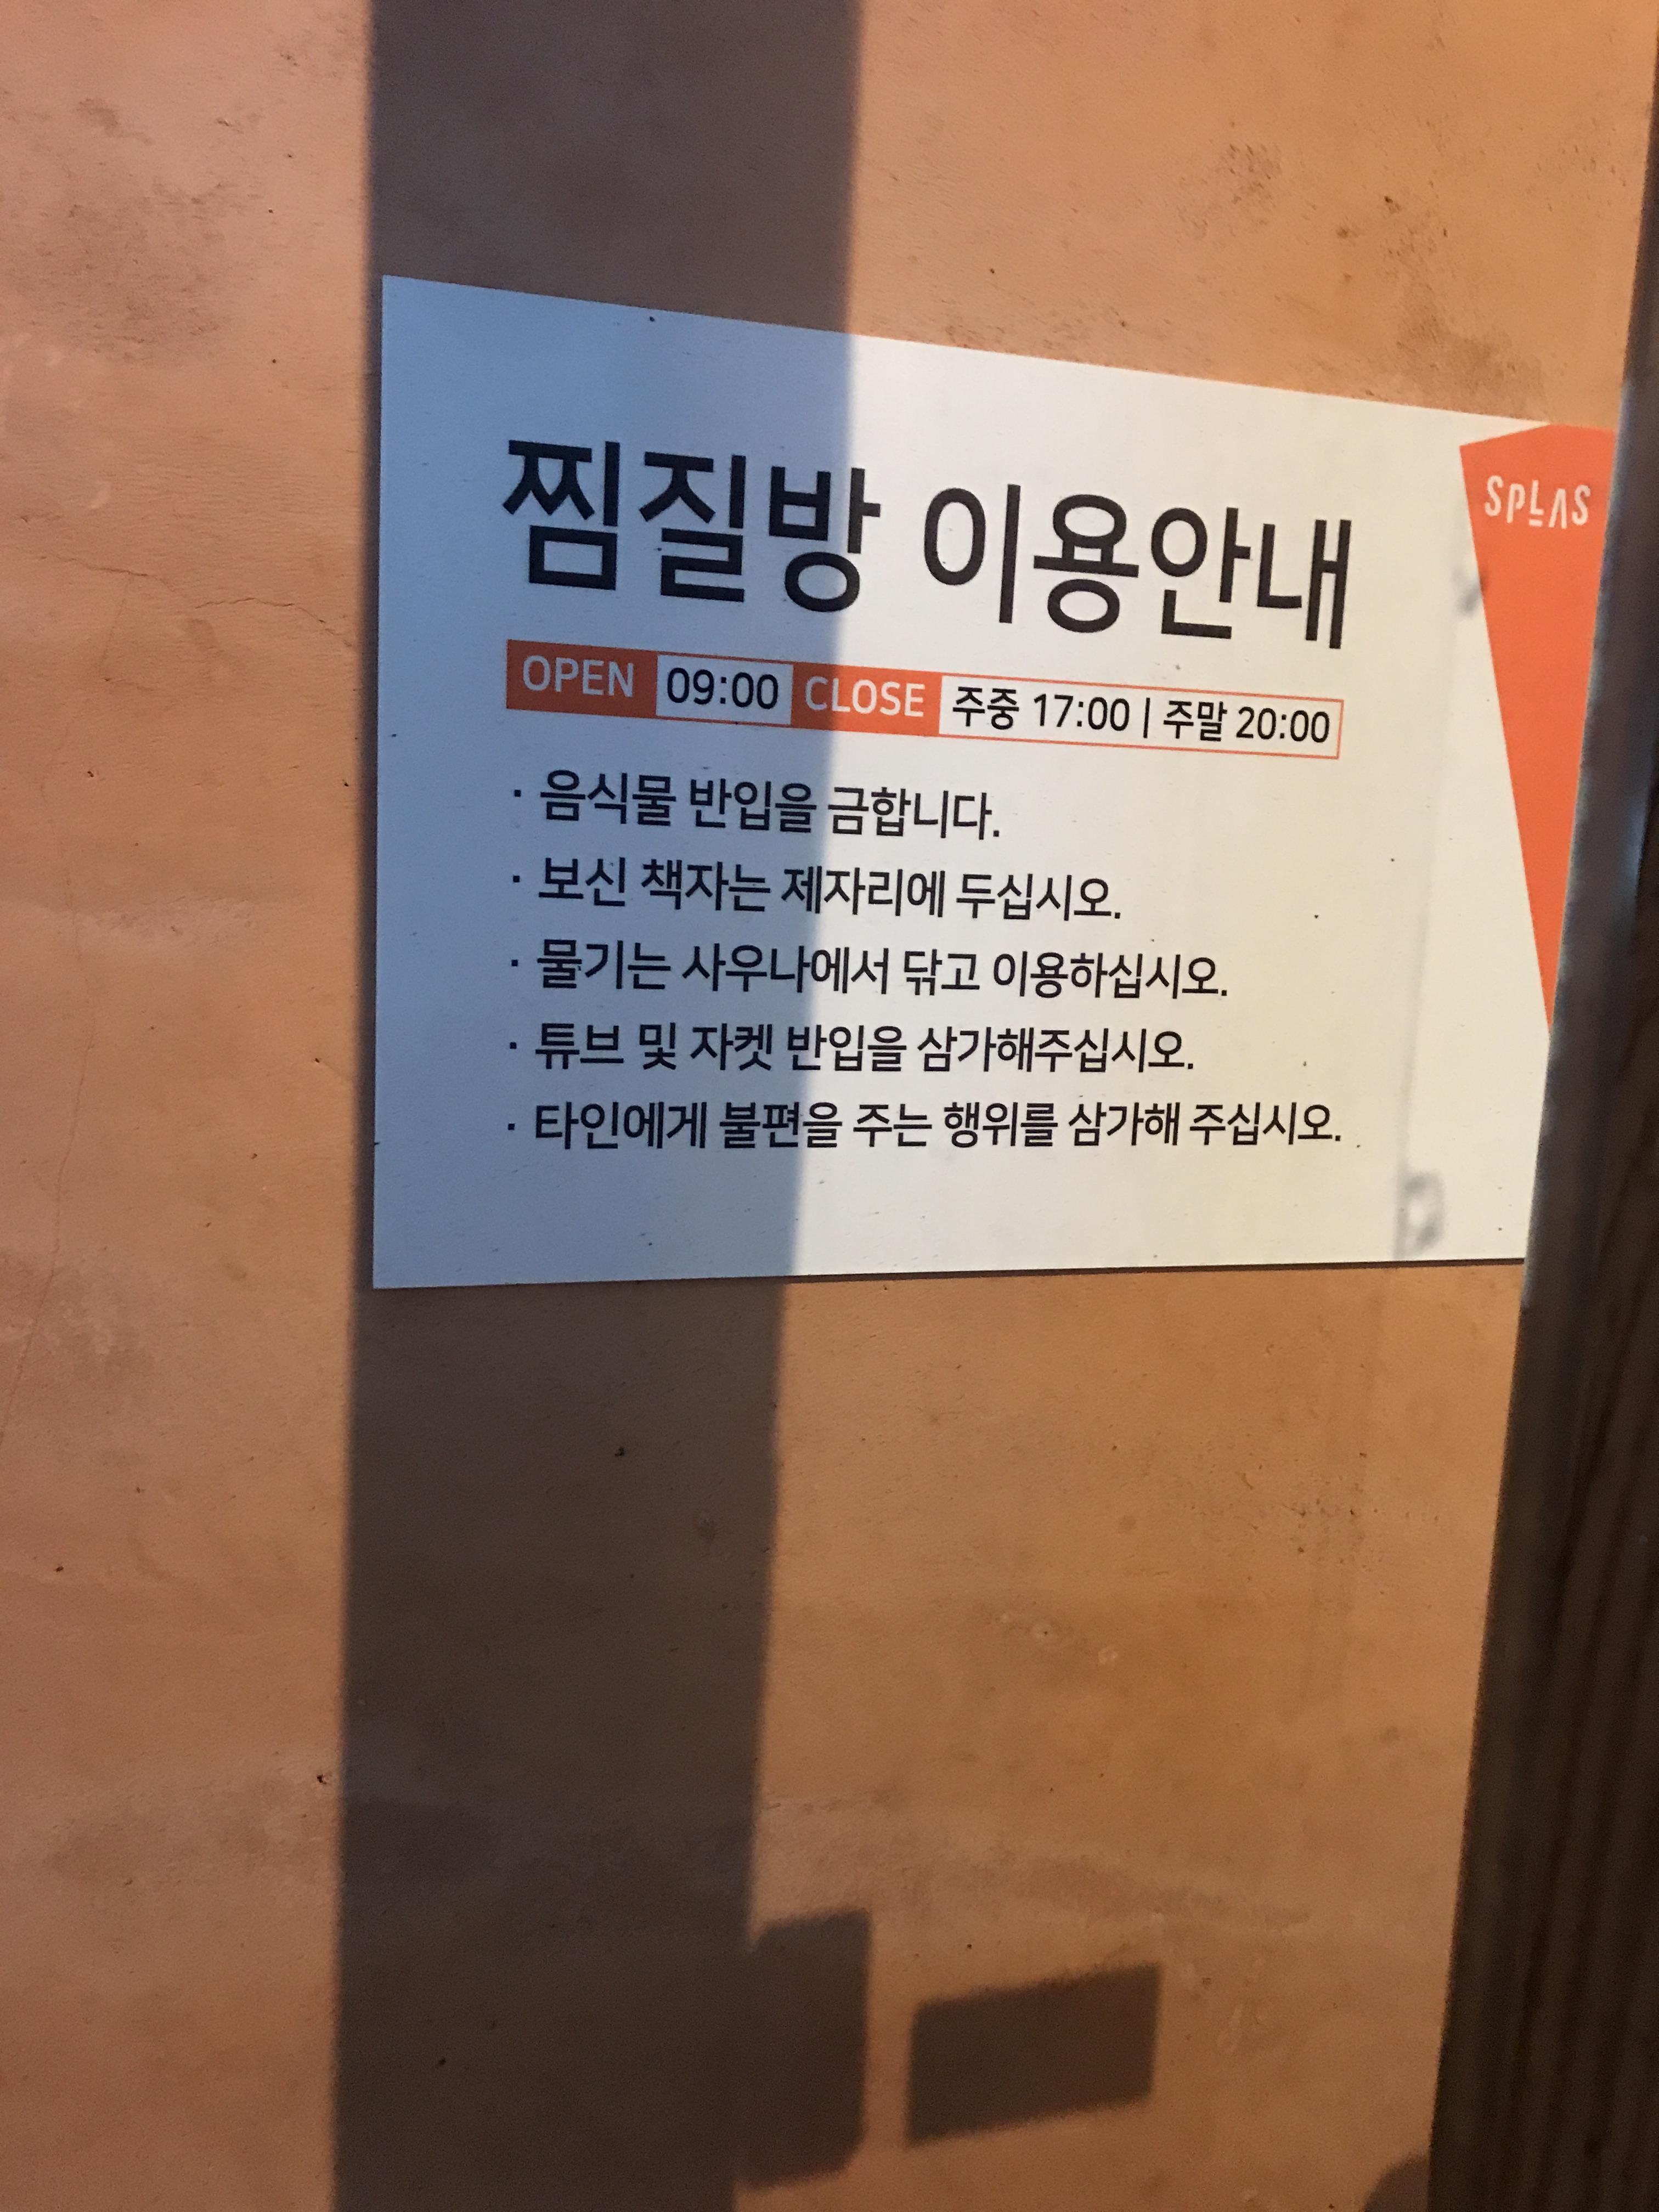 찜질방 이용안내
SPLAS
OPEN 09:00 CLOSE 주중 17:00 | 주말 20:00
· 음식물 반입을 금합니다.
· 보신 책자는 제자리에 두십시오.
· 물기는 사우나에서 닦고 이용하십시오.
· 튜브 및 자켓 반입을 삼가해주십시오.
· 타인에게 불편을 주는 행위를 삼가해 주십시오.